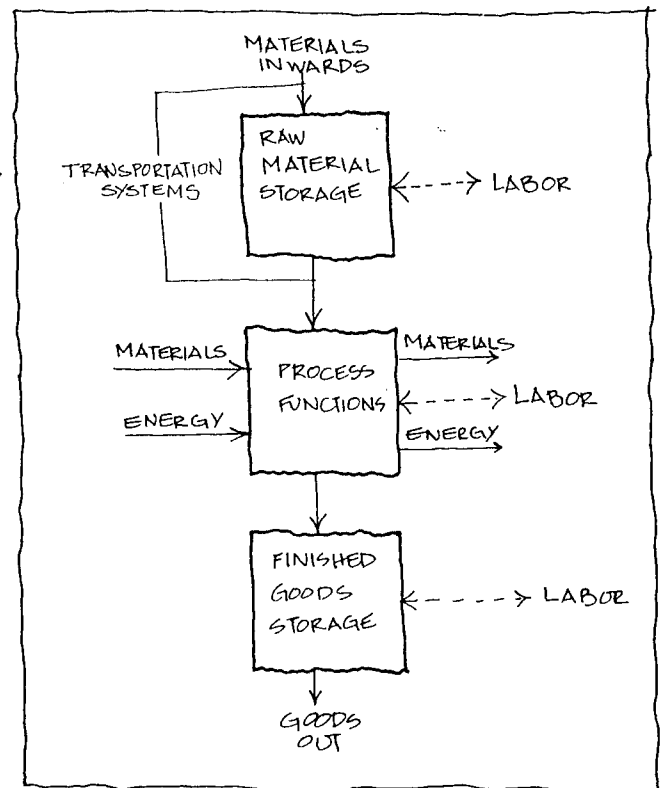 MATERIALS
INWARDS
RAW
MATERIAL
STORAGE
TRANSPORTATION
SYSTEMS
LABOR
MATERIALS
ENERGY
PROCESS
FUNCTIONS
MATERIALS
LABOR
ENERGY
FINISHED
GOODS
STORAGE
LABOR
GOODS
OUT